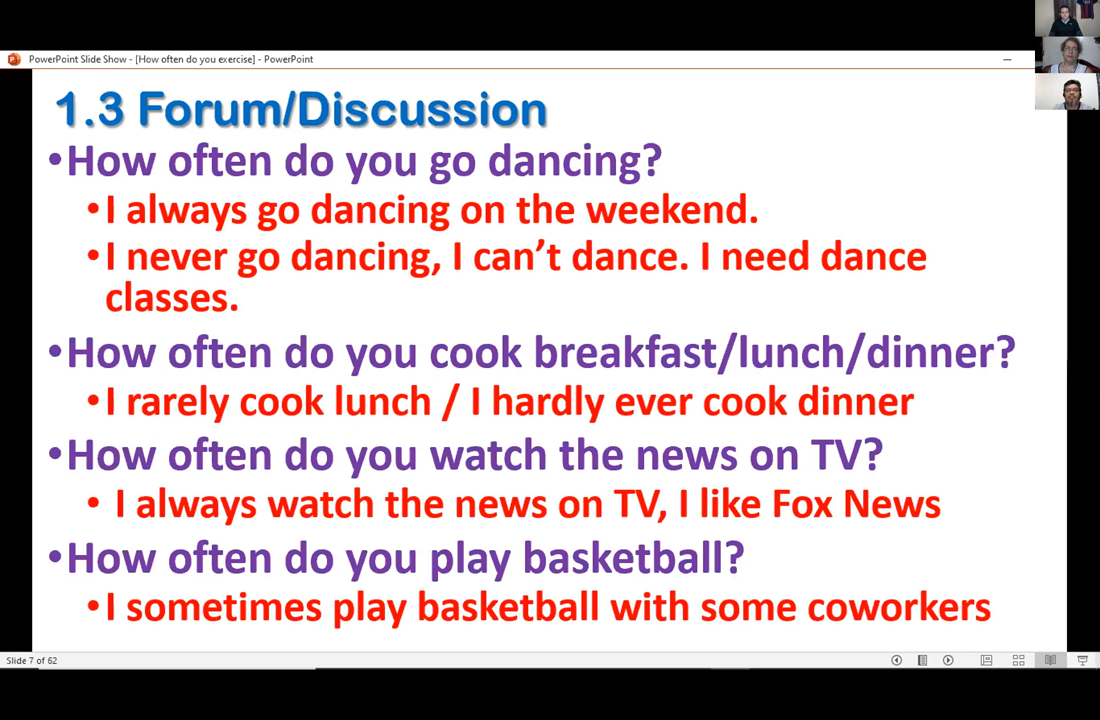 PowerPoint Slide Show - [How often do you exercise] - PowerPoint
1.3 Forum/Discussion
•How often do you go dancing?
•I always go dancing on the weekend.
•I never go dancing, I can’t dance. I need dance
classes.
•How often do you cook breakfast/lunch/dinner?
•I rarely cook lunch / I hardly ever cook dinner
•How often do you watch the news on TV?
• I always watch the news on TV, I like Fox News
•How often do you play basketball?
•I sometimes play basketball with some coworkers
Slide 7 of 62